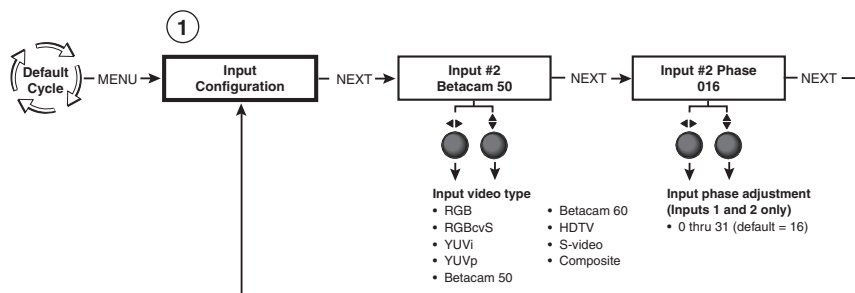 1
Default
Cycle
MENU
Input
Configuration
NEXT
Input #2
Betacam 50
NEXT
Input #2 Phase
016
NEXT
Input video type
• RGB
• RGBcvS
• YUVi
• YUVp
• Betacam 50
• Betacam 60
• HDTV
• S-video
• Composite
Input phase adjustment
(Inputs 1 and 2 only)
• 0 thru 31 (default = 16)